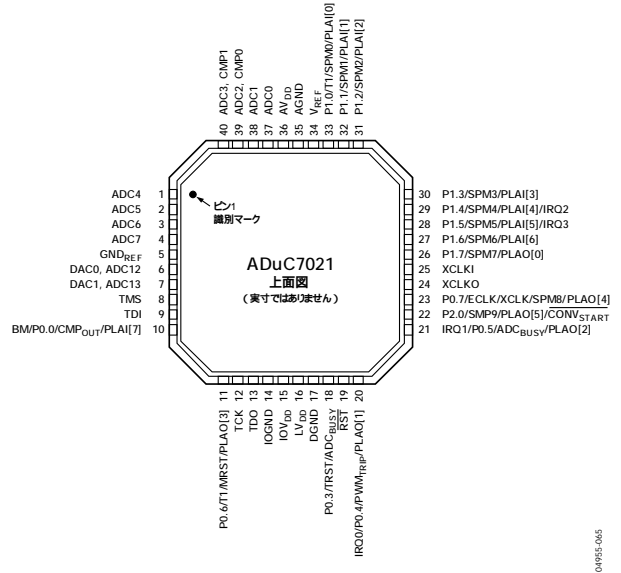 40 ADC3, CMP1
39 ADC2, CMP0
38 ADC1
37 ADC0
36 AVDD
35 AGND
34 VREF
33 P1.0/T1/SPM0/PLAI[0]
32 P1.1/SPM1/PLAI[1]
31 P1.2/SPM2/PLAI[2]
ADC4 1
ADC5 2
ADC6 3
ADC7 4
GNDREF 5
DAC0, ADC12 6
DAC1, ADC13 7
TMS 8
TDI 9
BM/P0.0/CMPOUT/PLAI[7] 10
ピン1
識別マーク
ADuC7021
上面図
(実寸ではありません)
30 P1.3/SPM3/PLAI[3]
29 P1.4/SPM4/PLAI[4]/IRQ2
28 P1.5/SPM5/PLAI[5]/IRQ3
27 P1.6/SPM6/PLAI[6]
26 P1.7/SPM7/PLAO[0]
25 XCLKI
24 XCLKO
23 P0.7/ECLK/XCLK/SPM8/PLAO[4]
22 P2.0/SMP9/PLAO[5]/CONVSTART
21 IRQ1/P0.5/ADCBUSY/PLAO[2]
P0.6/T1/MRST/PLAO[3] 11
TCK 12
TDO 13
IOGND 14
IOVDD 15
LVDD 16
DGND 17
P0.3/TRST/ADCBUSY 18
RST 19
IRQ0/P0.4/PWMTRIP/PLAO[1] 20
04955-065